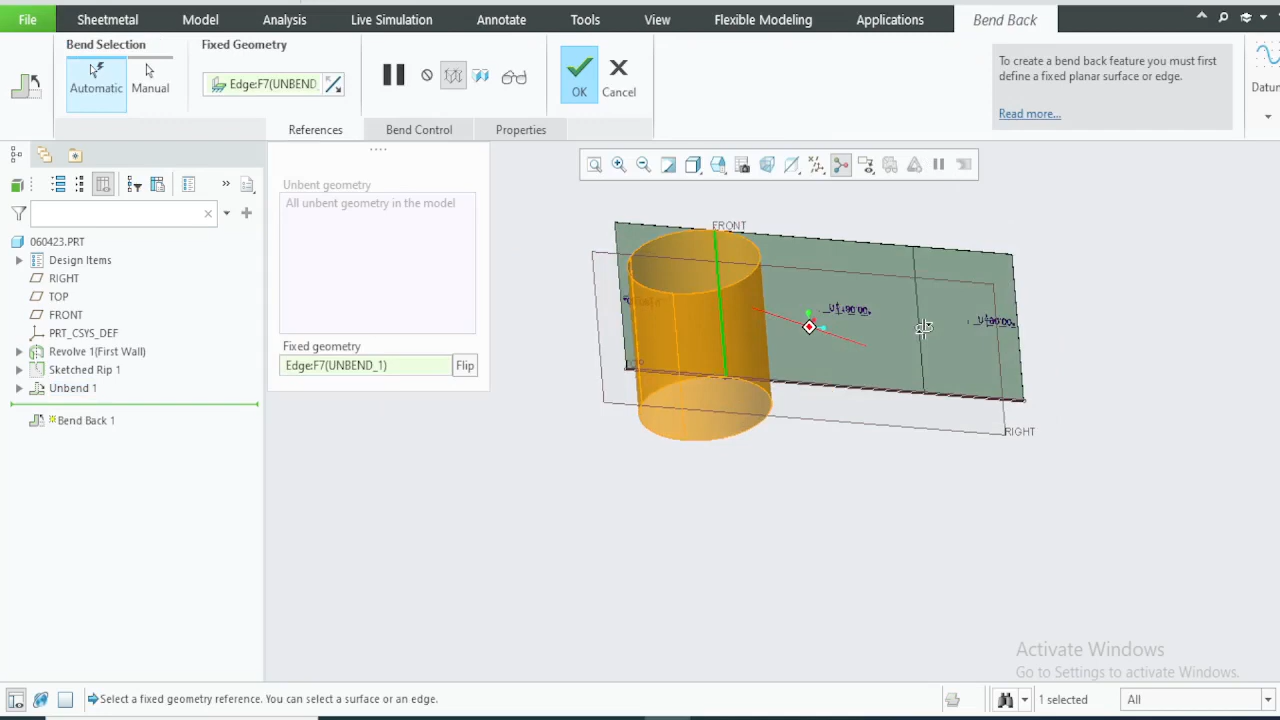 File
Sheetmetal
Model
Analysis
Live Simulation
Annotate
Tools
View
Flexible Modeling
Applications
Bend Back
Bend Selection
Fixed Geometry
Automatic
Manual
Edge:F7(UNBEND
OK
Cancel
To create a bend back feature you must first
define a fixed planar surface or edge.
Read more...
Datum
References
Bend Control
Properties
Unbent geometry
All unbent geometry in the model
Fixed geometry
Edge:F7(UNBEND_1)
Flip
060423.PRT
Design Items
RIGHT
TOP
FRONT
PRT_CSYS_DEF
Revolve 1(First Wall)
Sketched Rip 1
Unbend 1
Bend Back 1
FRONT
RIGHT
Activate Windows
Go to Settings to activate Windows.
Select a fixed geometry reference. You can select a surface or an edge.
1 selected
All